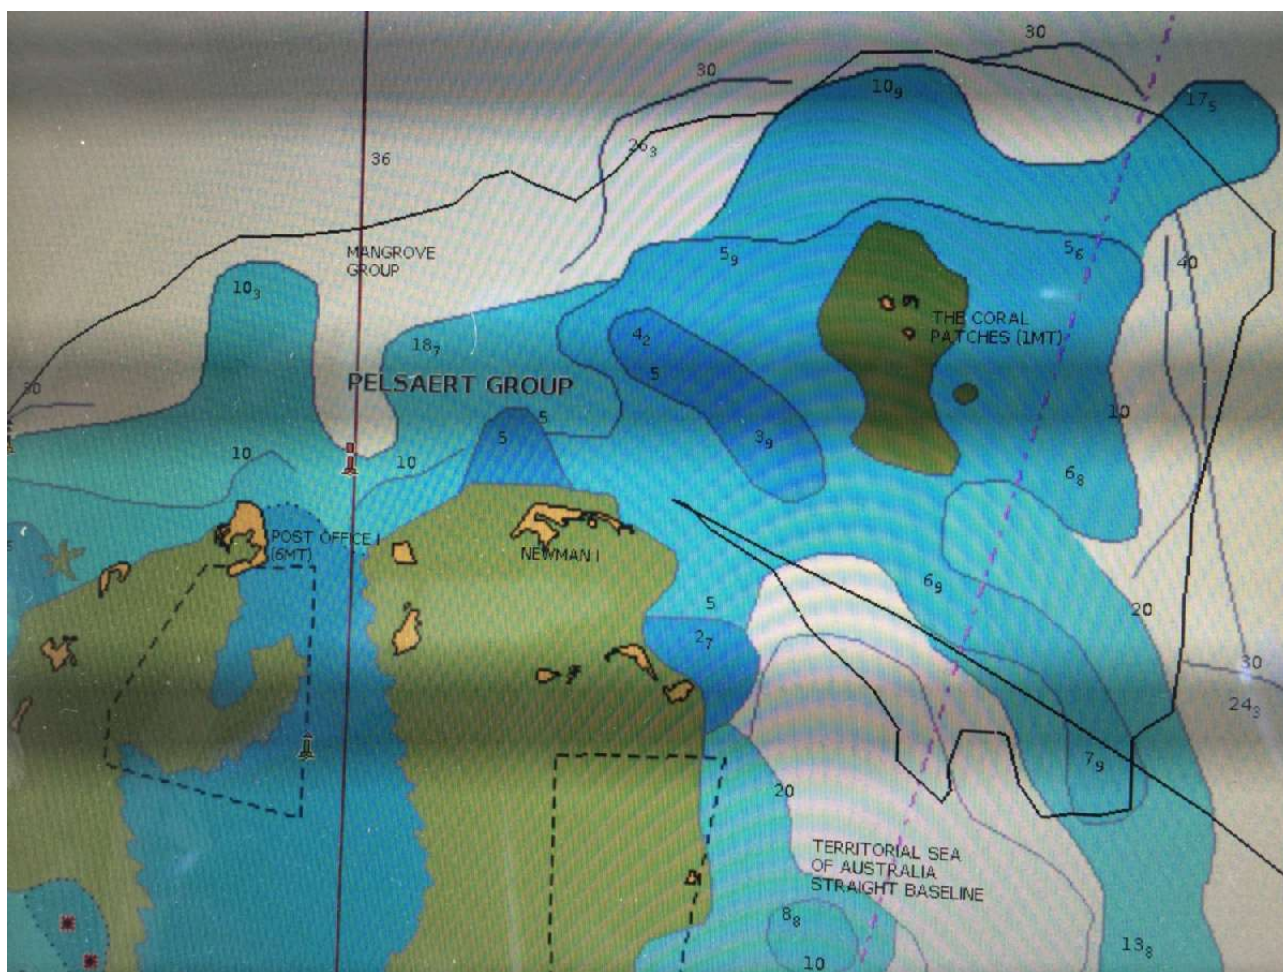 30
30
10₉
17₅
26₃
36
MANGROVE
GROUP
5₉
5₆
40
10₃
THE CORAL
PATCHES (1MT)
4₂
18₇
5
PELSAERT GROUP
30
5
10
5
3₉
10
10
6₈
POST OFFICE I
(6MT)
NEWMAN I
6₉
5
20
2₇
30
24₃
7₉
20
TERRITORIAL SEA
OF AUSTRALIA
STRAIGHT BASELINE
8₈
13₈
10